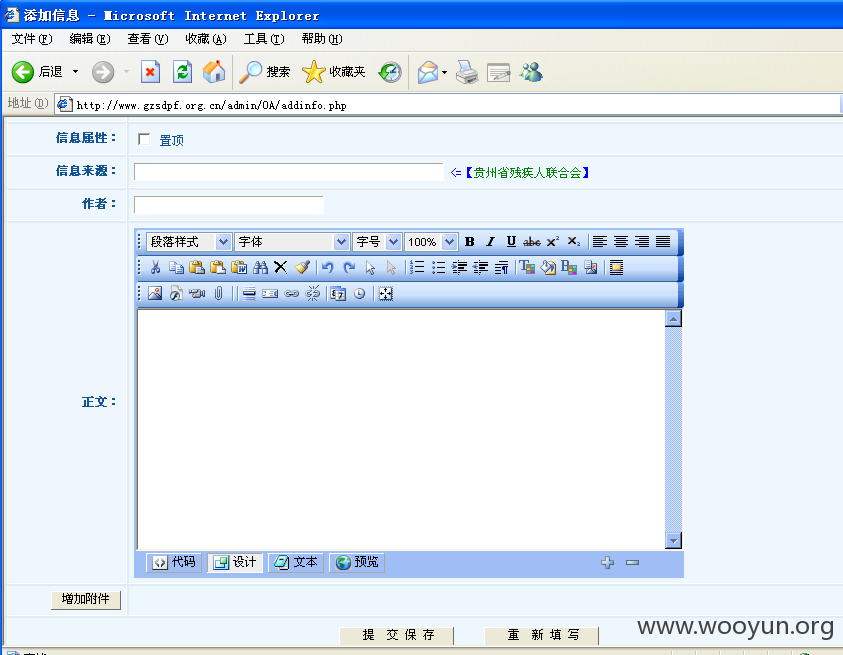 添加信息 - Microsoft Internet Explorer
文件(F) 编辑(E) 查看(V) 收藏(A) 工具(T) 帮助(H)
后退 搜索 收藏夹
地址(D) http://www.gzsdpf.org.cn/admin/OA/addinfo.php
信息属性： 置顶
信息来源： <=【贵州省残疾人联合会】
作者：
段落样式 字体 字号 100% B I U abc x² x₂
正文：
代码 设计 文本 预览
增加附件
提 交 保 存 重 新 填 写
www.wooyun.org